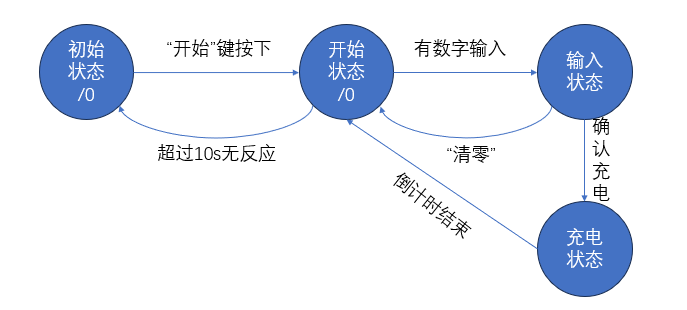 初始
状态
/0
“开始”键按下
开始
状态
/0
有数字输入
输入
状态
超过10s无反应
“清零”
确
认
充
电
倒计时结束
充电
状态